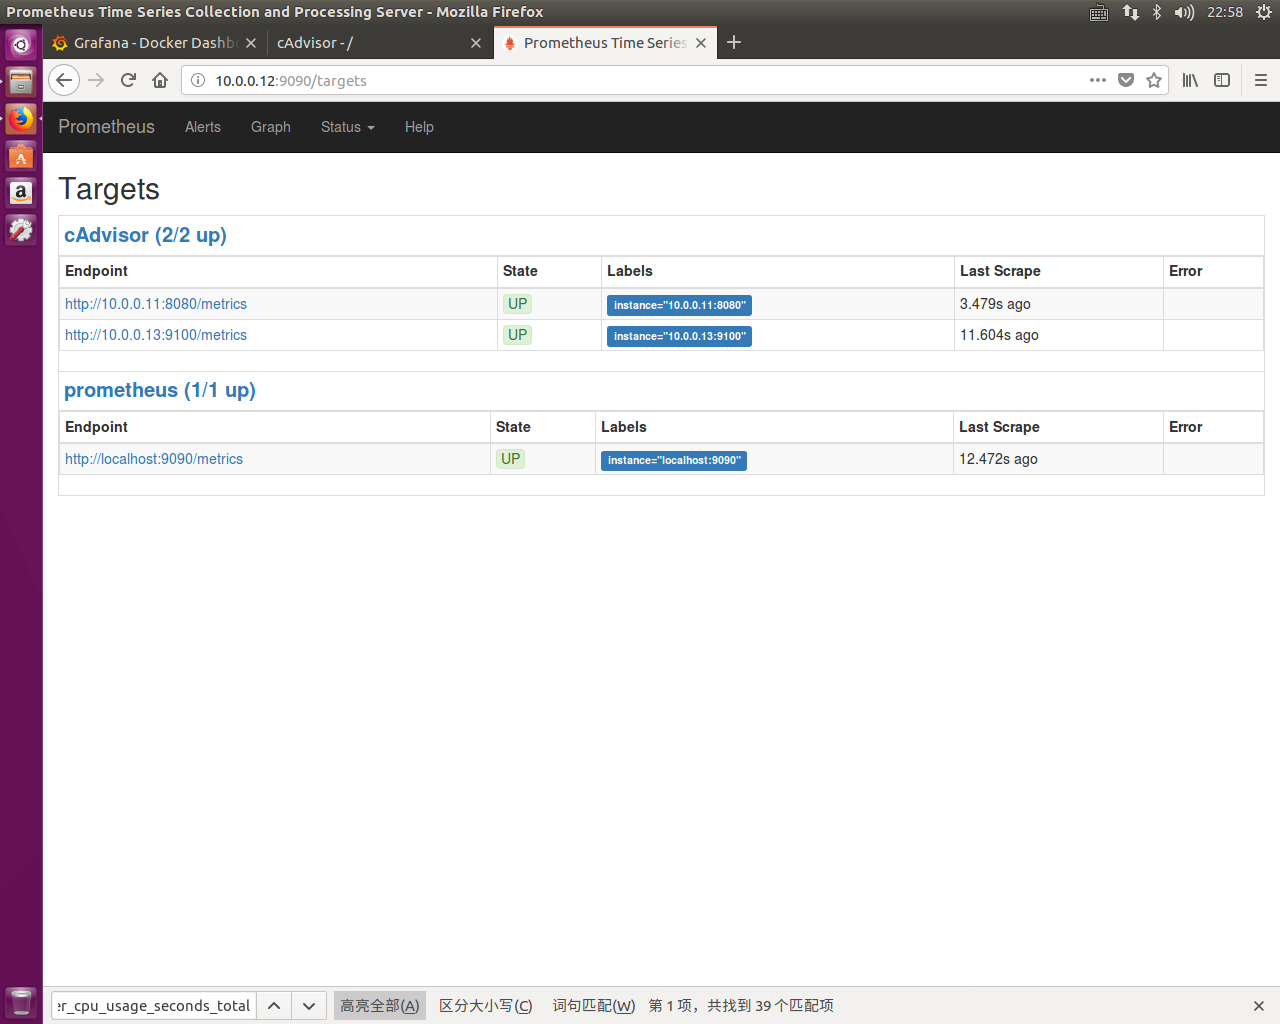 Prometheus Time Series Collection and Processing Server - Mozilla Firefox 22:58
Grafana - Docker Dashb cAdvisor - / Prometheus Time Series
10.0.0.12:9090/targets
Prometheus Alerts Graph Status Help
Targets
cAdvisor (2/2 up)
Endpoint State Labels Last Scrape Error
http://10.0.0.11:8080/metrics UP instance="10.0.0.11:8080" 3.479s ago
http://10.0.0.13:9100/metrics UP instance="10.0.0.13:9100" 11.604s ago
prometheus (1/1 up)
Endpoint State Labels Last Scrape Error
http://localhost:9090/metrics UP instance="localhost:9090" 12.472s ago
er_cpu_usage_seconds_total 高亮全部(A) 区分大小写(C) 词句匹配(W) 第 1 项，共找到 39 个匹配项